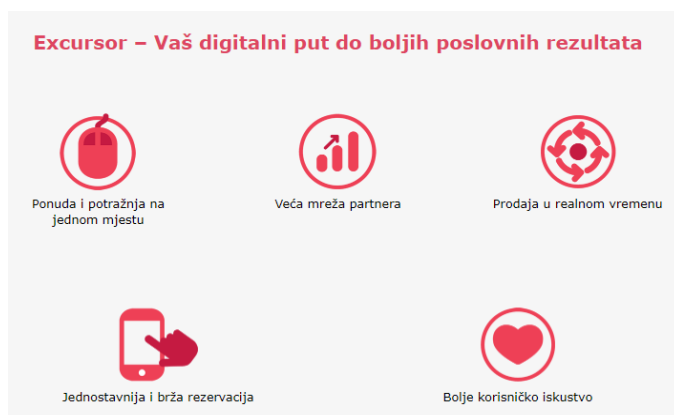 Excursor – Vaš digitalni put do boljih poslovnih rezultata
Ponuda i potražnja na
jednom mjestu
Veća mreža partnera
Prodaja u realnom vremenu
Jednostavnija i brža rezervacija
Bolje korisničko iskustvo